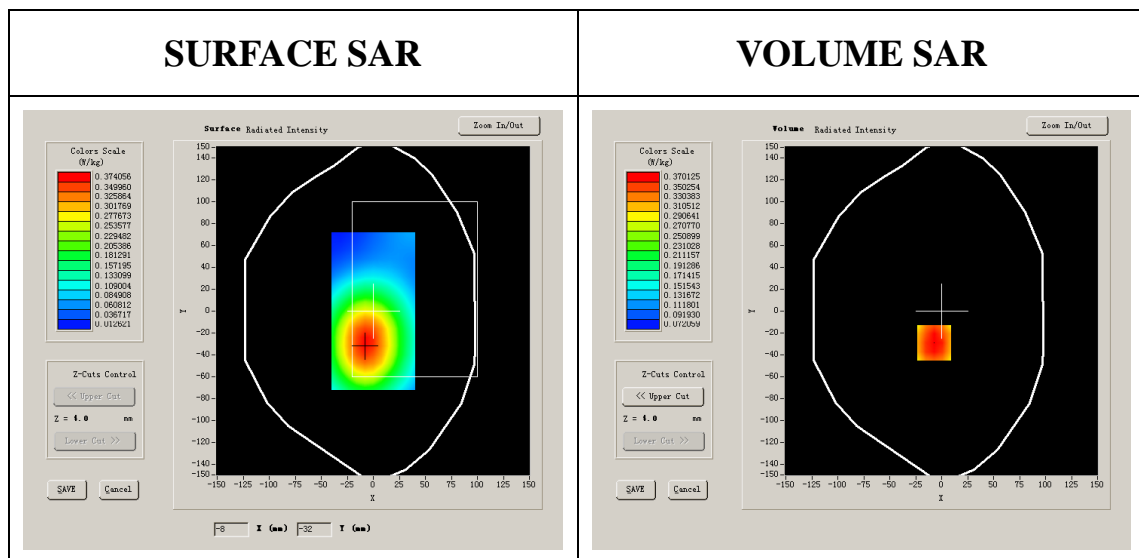 SURFACE SAR
VOLUME SAR
Surface Radiated Intensity
Zoom In/Out
Colors Scale
(W/kg)
0.374056
0.349960
0.325864
0.301769
0.277673
0.253577
0.229482
0.205386
0.181291
0.157195
0.133099
0.109004
0.084908
0.060812
0.036717
0.012621
150
140
120
100
80
60
40
20
0
-20
-40
-60
-80
-100
-120
-140
-150
Y
-150 -125 -100 -75 -50 -25 0 25 50 75 100 125 150
X
Z-Cuts Control
<< Upper Cut
Z = 4.0 mm
Lower Cut >>
SAVE Cancel
-8 X (mm) -32 Y (mm)
Volume Radiated Intensity
Zoom In/Out
Colors Scale
(W/kg)
0.370125
0.350254
0.330383
0.310512
0.290641
0.270770
0.250899
0.231028
0.211157
0.191286
0.171415
0.151543
0.131672
0.111801
0.091930
0.072059
150
140
120
100
80
60
40
20
0
-20
-40
-60
-80
-100
-120
-140
-150
Y
-150 -125 -100 -75 -50 -25 0 25 50 75 100 125 150
X
Z-Cuts Control
<< Upper Cut
Z = 4.0 mm
Lower Cut >>
SAVE Cancel